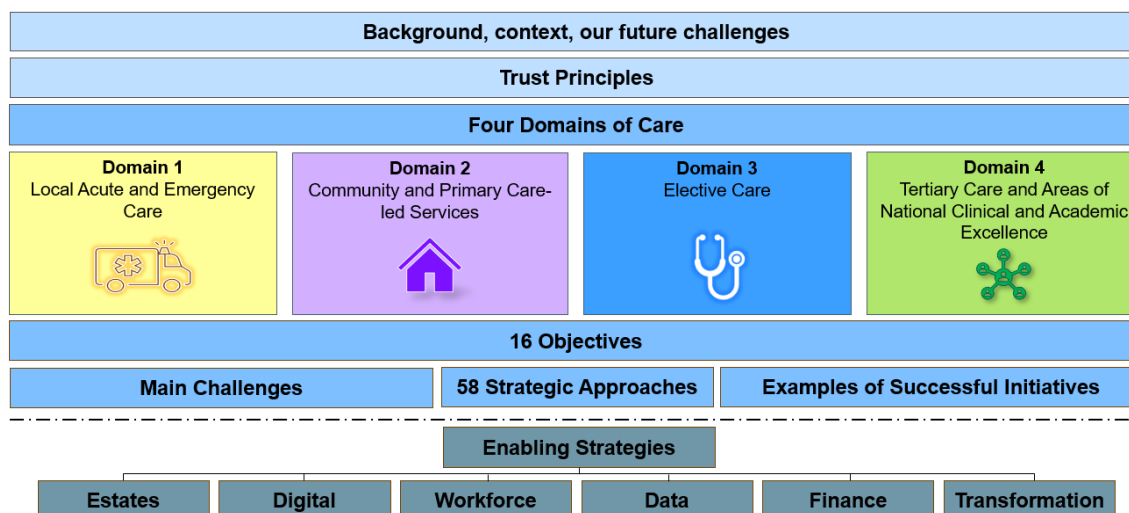 Background, context, our future challenges
Trust Principles
Four Domains of Care
Domain 1
Local Acute and Emergency
Care
Domain 2
Community and Primary Care-
led Services
Domain 3
Elective Care
Domain 4
Tertiary Care and Areas of
National Clinical and Academic
Excellence
16 Objectives
Main Challenges
58 Strategic Approaches
Examples of Successful Initiatives
Enabling Strategies
Estates
Digital
Workforce
Data
Finance
Transformation